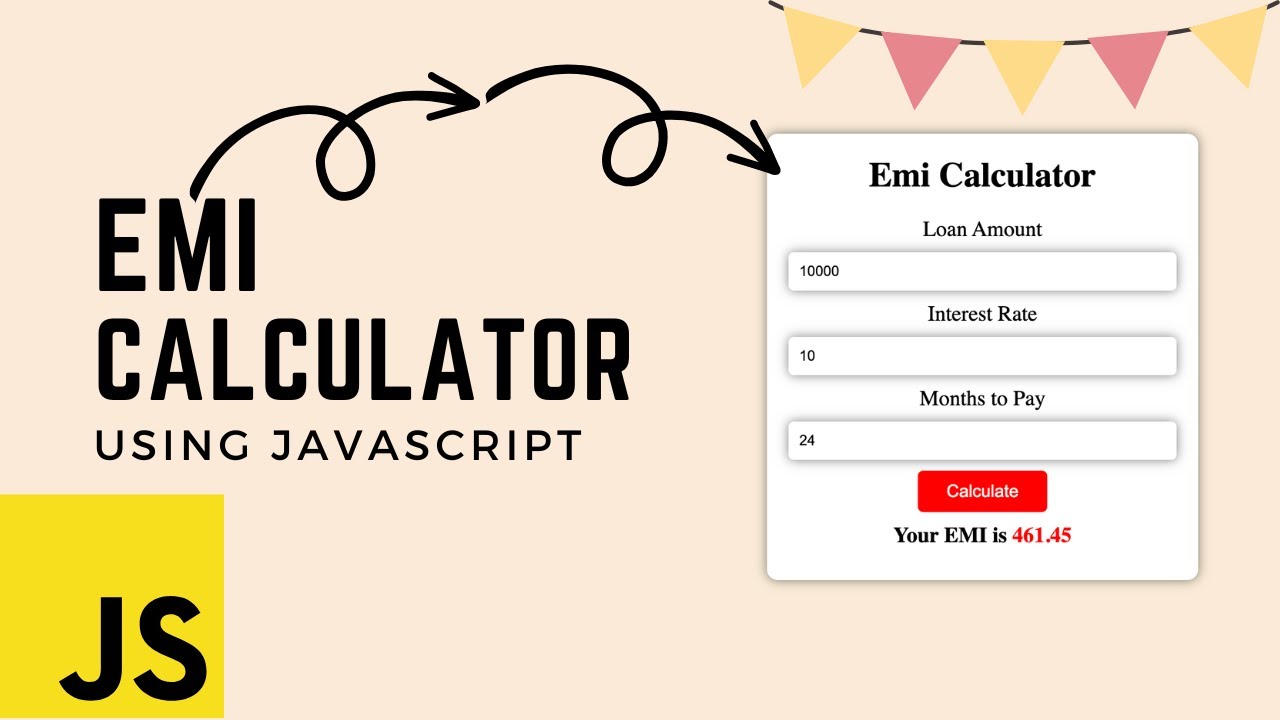 EMI
CALCULATOR
USING JAVASCRIPT
JS
Emi Calculator
Loan Amount
10000
Interest Rate
10
Months to Pay
24
Calculate
Your EMI is 461.45